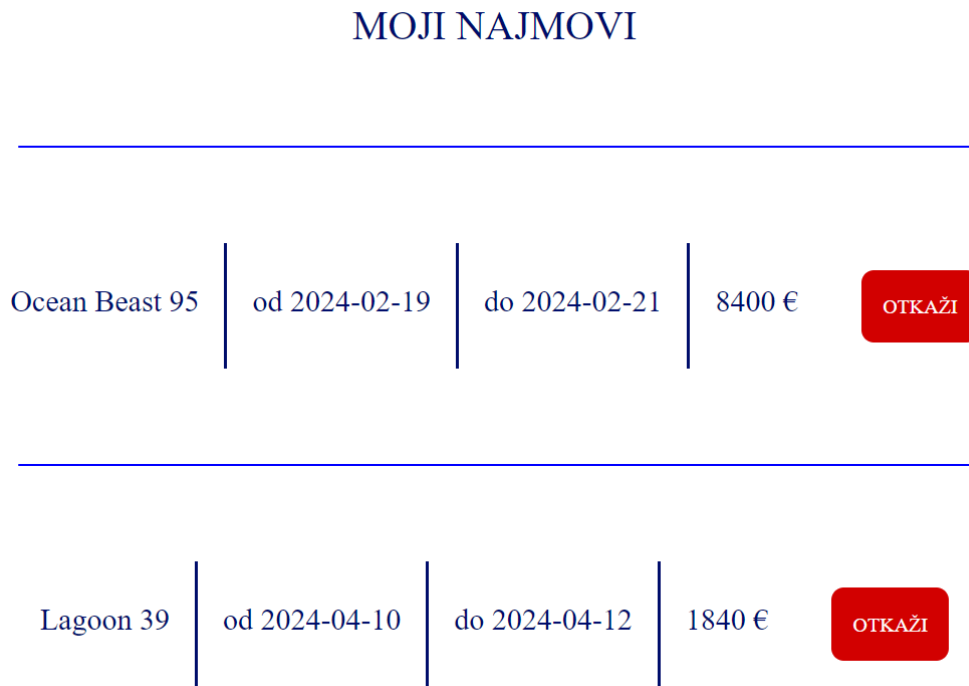 MOJI NAJMOVI
Ocean Beast 95 od 2024-02-19 do 2024-02-21 8400 € OTKAŽI
Lagoon 39 od 2024-04-10 do 2024-04-12 1840 € OTKAŽI